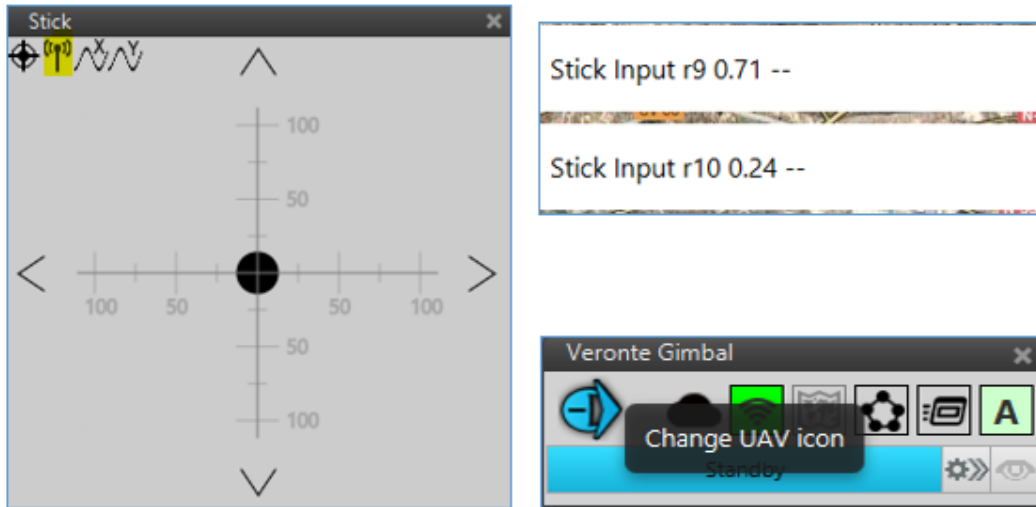 Stick
X Y
100
50
100 50 50 100
50
100
Stick Input r9 0.71 --
Stick Input r10 0.24 --
Veronte Gimbal
A
Change UAV icon
Standby